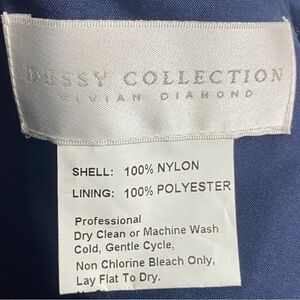 DESSY COLLECTION
VIVIAN DIAMOND
SHELL: 100% NYLON
LINING: 100% POLYESTER
Professional
Dry Clean or Machine Wash
Cold, Gentle Cycle,
Non Chlorine Bleach Only,
Lay Flat To Dry.